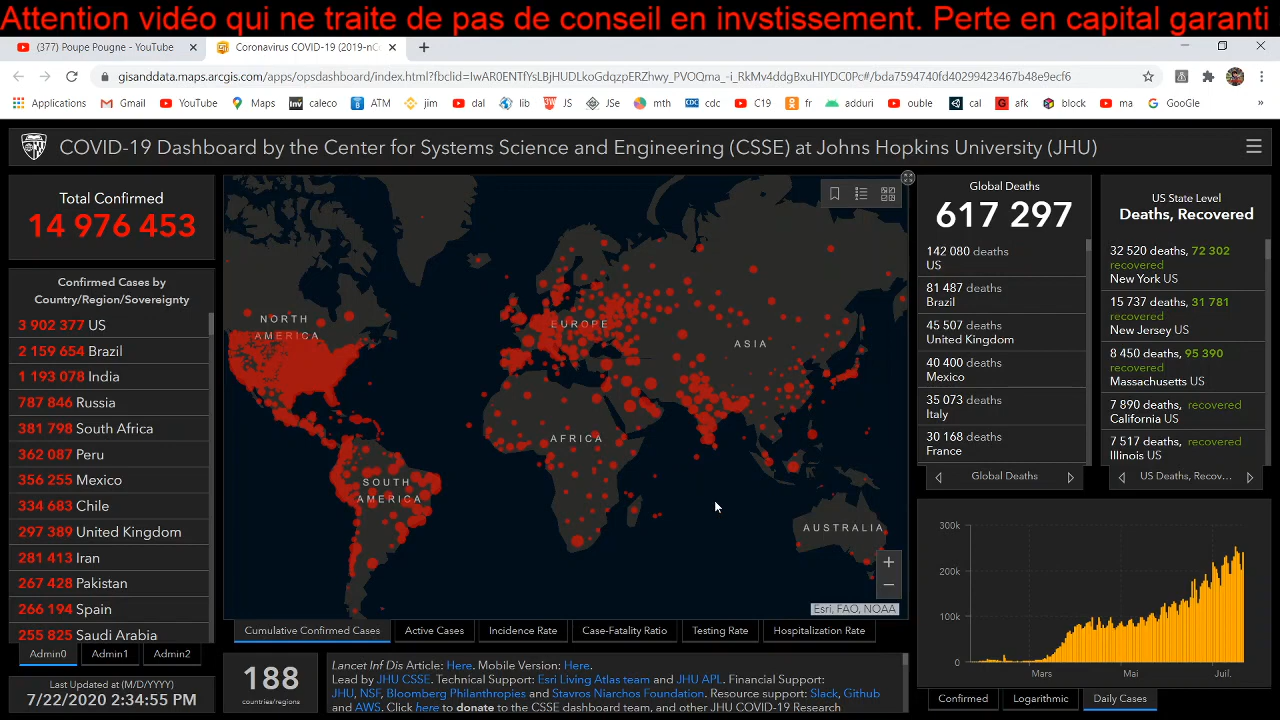 Attention vidéo qui ne traite de pas de conseil en invstissement. Perte en capital garanti
(377) Poupe Pougne - YouTube
Coronavirus COVID-19 (2019-nC
gisanddata.maps.arcgis.com/apps/opsdashboard/index.html?fbclid=
Applications Gmail YouTube Maps caleco ATM jim dal lib JS JSe mth cdc C19 fr adduri ouble cal afk block ma GooGle
COVID-19 Dashboard by the Center for Systems Science and Engineering (CSSE) at Johns Hopkins University (JHU)
Total Confirmed
14 976 453
Confirmed Cases by
Country/Region/Sovereignty
3 902 377 US
2 159 654 Brazil
1 193 078 India
787 846 Russia
381 798 South Africa
362 087 Peru
356 255 Mexico
334 683 Chile
297 389 United Kingdom
281 413 Iran
267 428 Pakistan
266 194 Spain
255 825 Saudi Arabia
Admin0 Admin1 Admin2
Last Updated at (M/D/YYYY)
7/22/2020 2:34:55 PM
NORTH
AMERICA
EUROPE
ASIA
AFRICA
SOUTH
AMERICA
AUSTRALIA
+
−
Esri, FAO, NOAA
Cumulative Confirmed Cases Active Cases Incidence Rate Case-Fatality Ratio Testing Rate Hospitalization Rate
188
countries/regions
Lancet Inf Dis Article: Here. Mobile Version: Here.
Lead by JHU CSSE. Technical Support: Esri Living Atlas team and JHU APL. Financial Support:
JHU, NSF, Bloomberg Philanthropies and Stavros Niarchos Foundation. Resource support: Slack, Github
and AWS. Click here to donate to the CSSE dashboard team, and other JHU COVID-19 Research
Global Deaths
617 297
142 080 deaths
US
81 487 deaths
Brazil
45 507 deaths
United Kingdom
40 400 deaths
Mexico
35 073 deaths
Italy
30 168 deaths
France
Global Deaths
US State Level
Deaths, Recovered
32 520 deaths, 72 302
recovered
New York US
15 737 deaths, 31 781
recovered
New Jersey US
8 450 deaths, 95 390
recovered
Massachusetts US
7 890 deaths, recovered
California US
7 517 deaths, recovered
Illinois US
US Deaths, Recov...
300k
200k
100k
0
Mars Mai Juil.
Confirmed Logarithmic Daily Cases